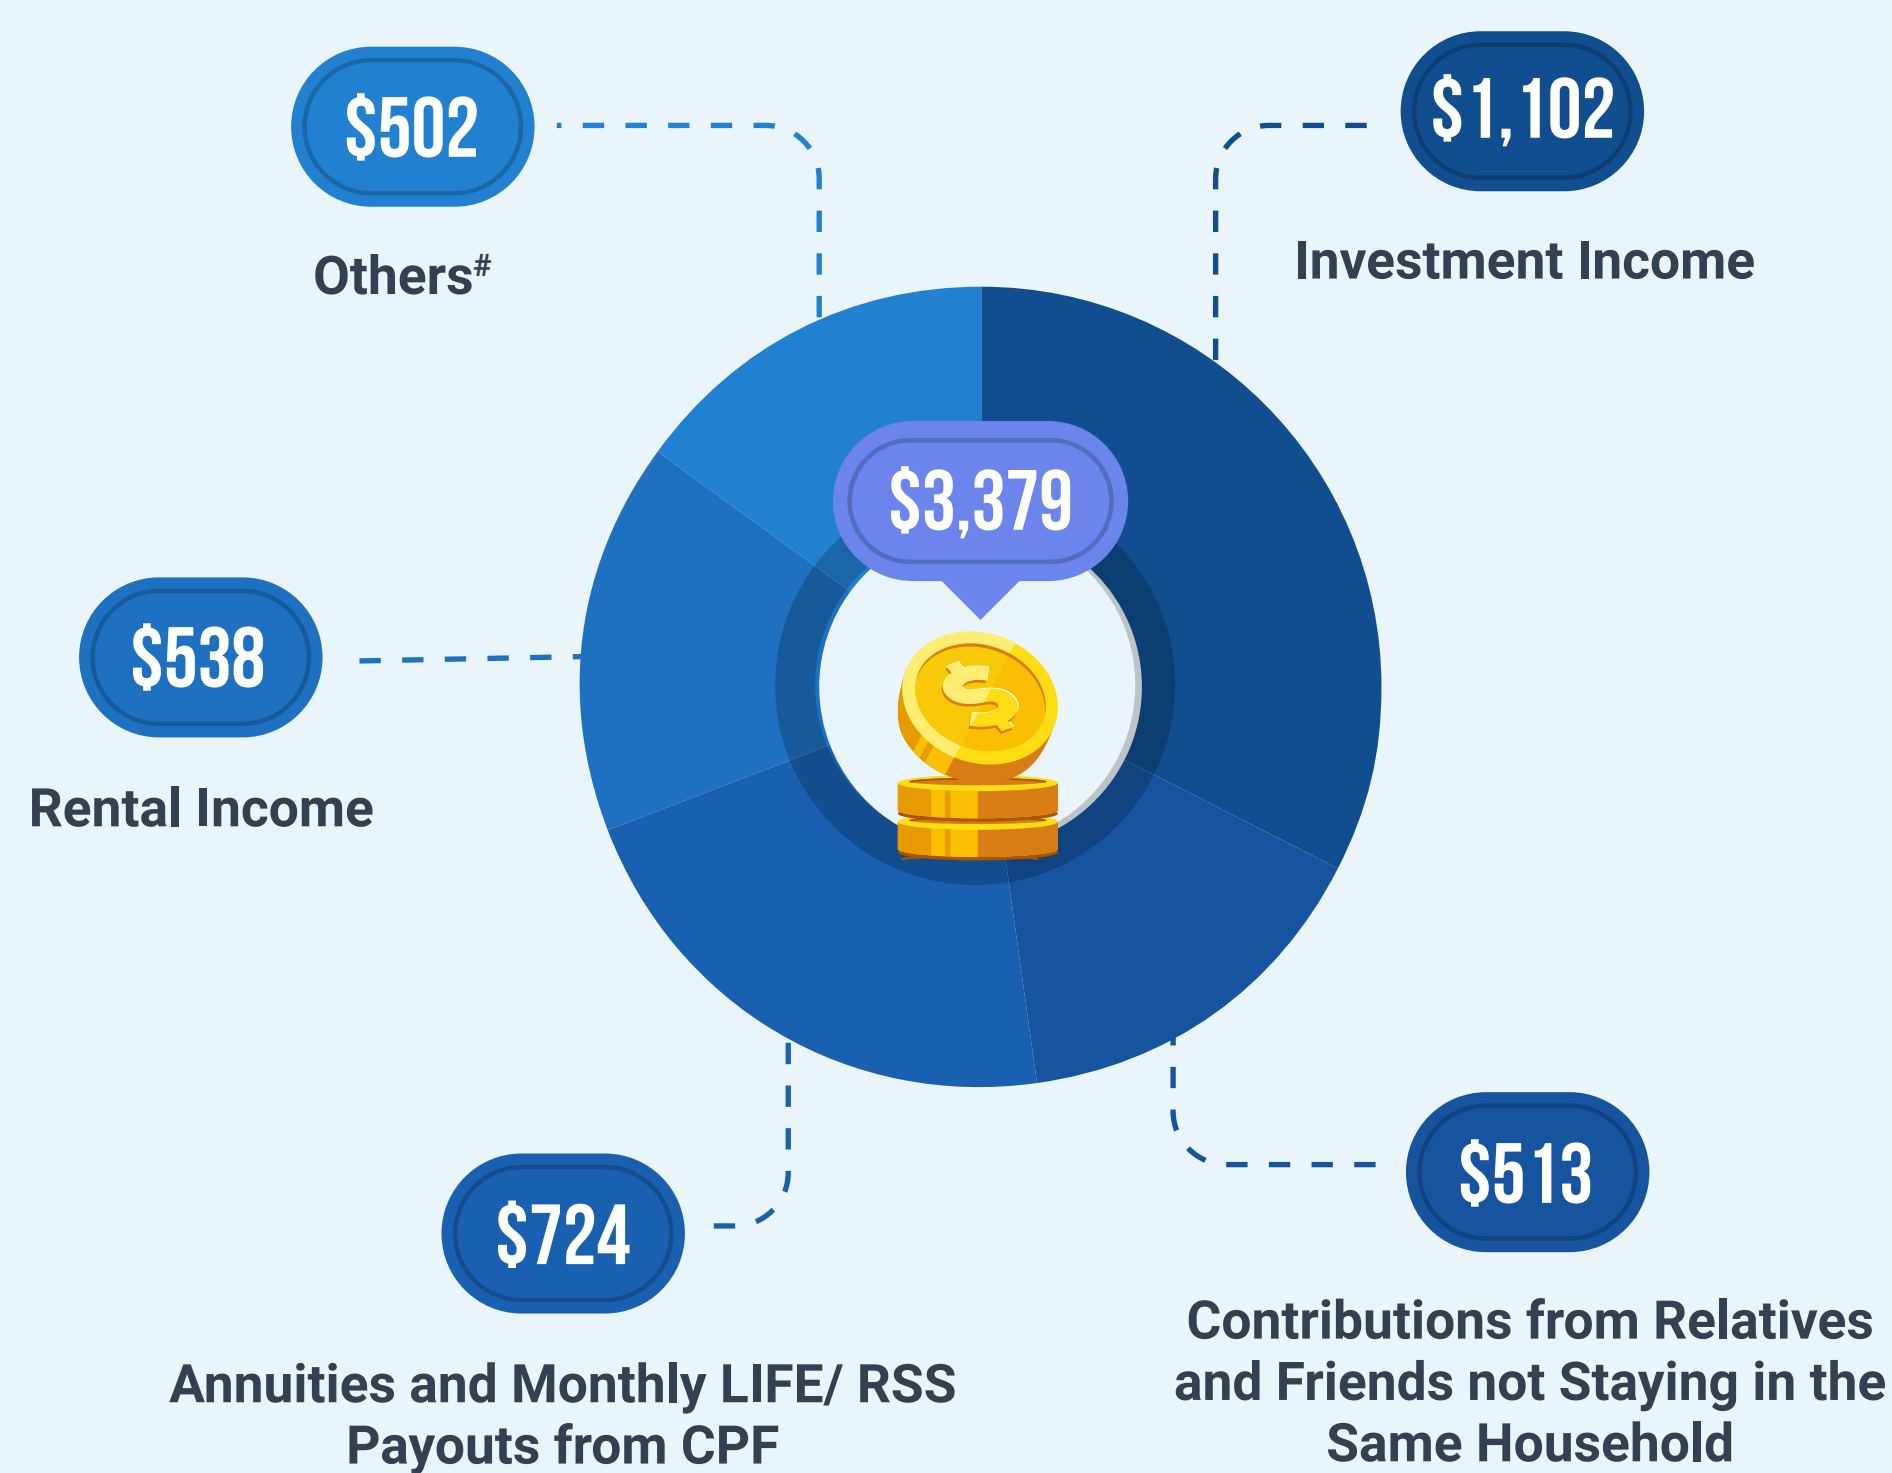 $502
Others#
$1,102
Investment Income
$3,379
$538
Rental Income
$724
Annuities and Monthly LIFE/ RSS
Payouts from CPF
$513
Contributions from Relatives
and Friends not Staying in the
Same Household